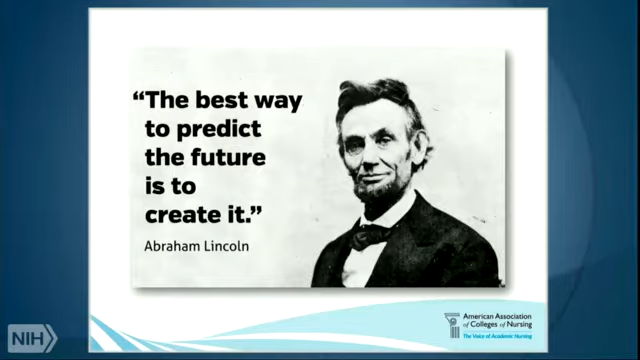 “The best way
to predict
the future
is to
create it.”
Abraham Lincoln
American Association
of Colleges of Nursing
The Voice of Academic Nursing
NIH